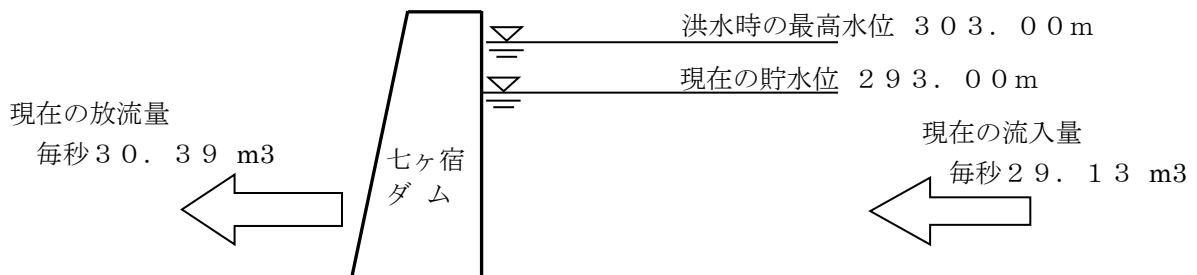 洪水時の最高水位 ３０３．００ｍ
現在の貯水位 ２９３．００ｍ
現在の放流量
毎秒３０．３９ m3
七ヶ宿
ダ ム
現在の流入量
毎秒２９．１３ m3